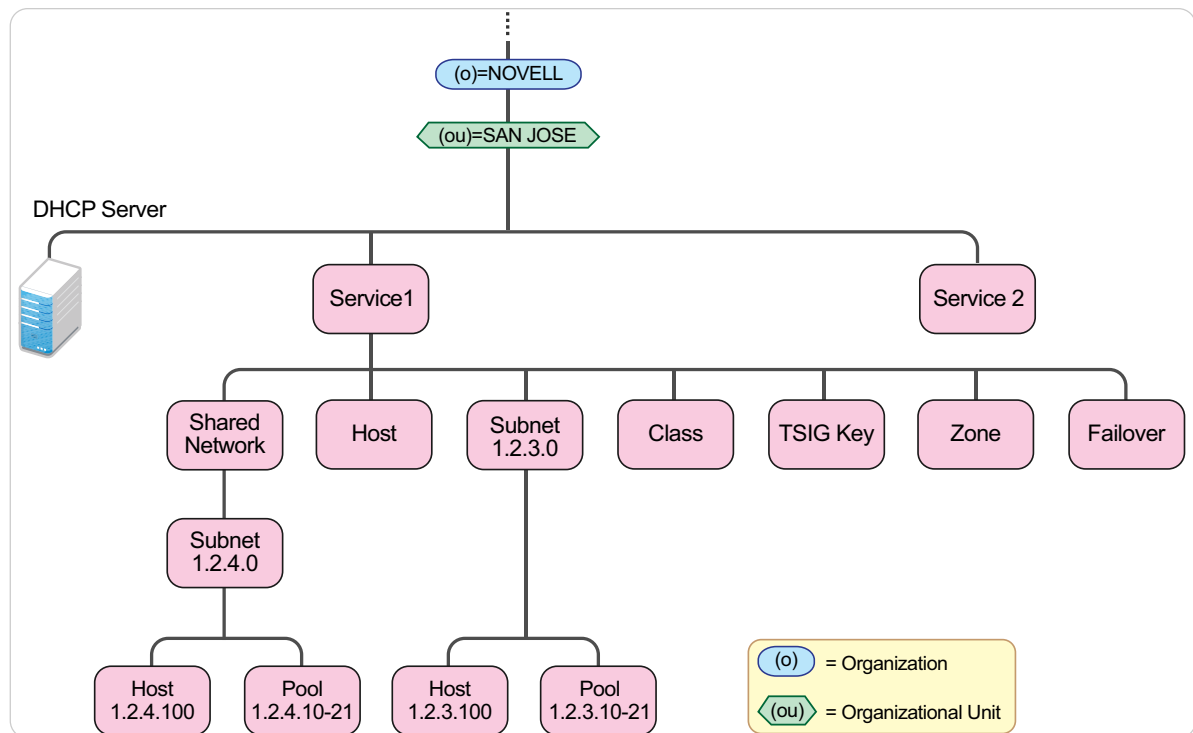 (o)=NOVELL
(ou)=SAN JOSE
DHCP Server
Service1
Service 2
Shared
Network
Host
Subnet
1.2.3.0
Class
TSIG Key
Zone
Failover
Subnet
1.2.4.0
Host
1.2.4.100
Pool
1.2.4.10-21
Host
1.2.3.100
Pool
1.2.3.10-21
(o) = Organization
(ou) = Organizational Unit